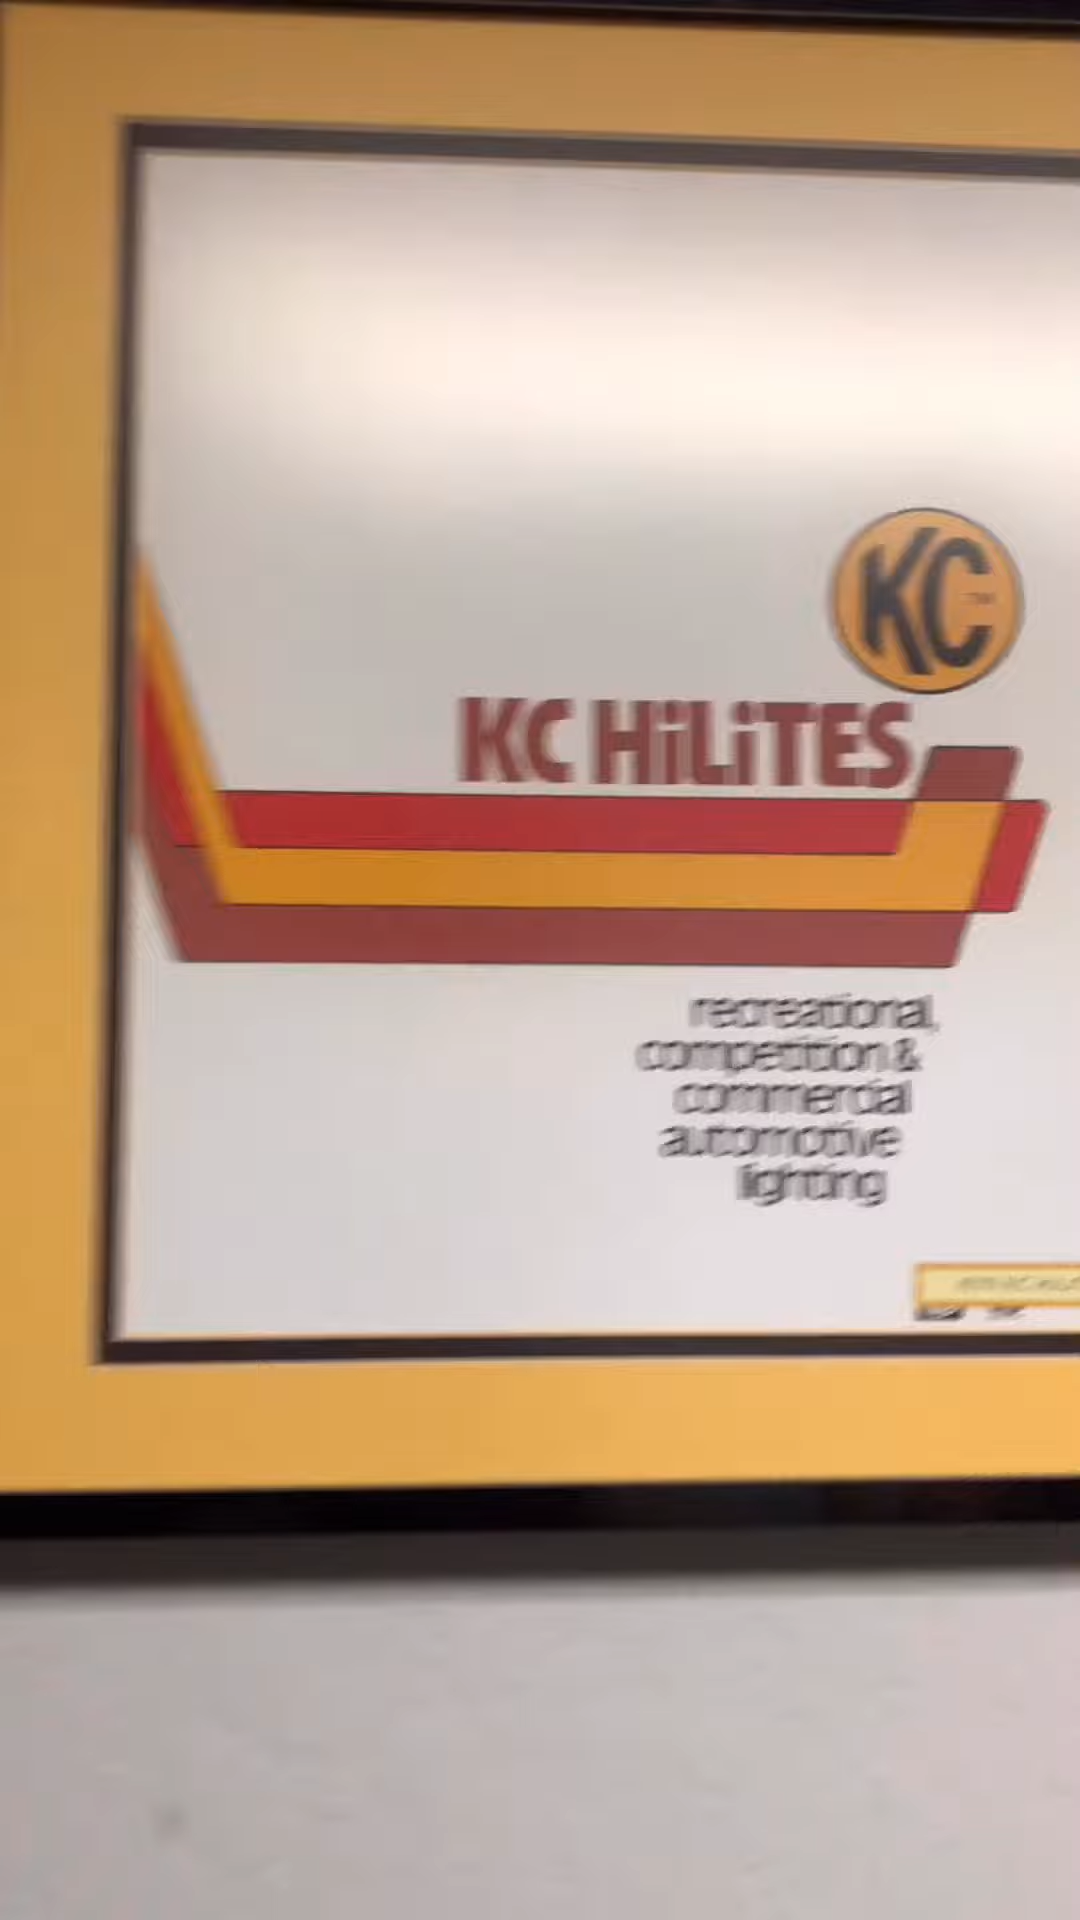 KC
KC HiLiTES
recreational,
competition &
commercial
automotive
lighting